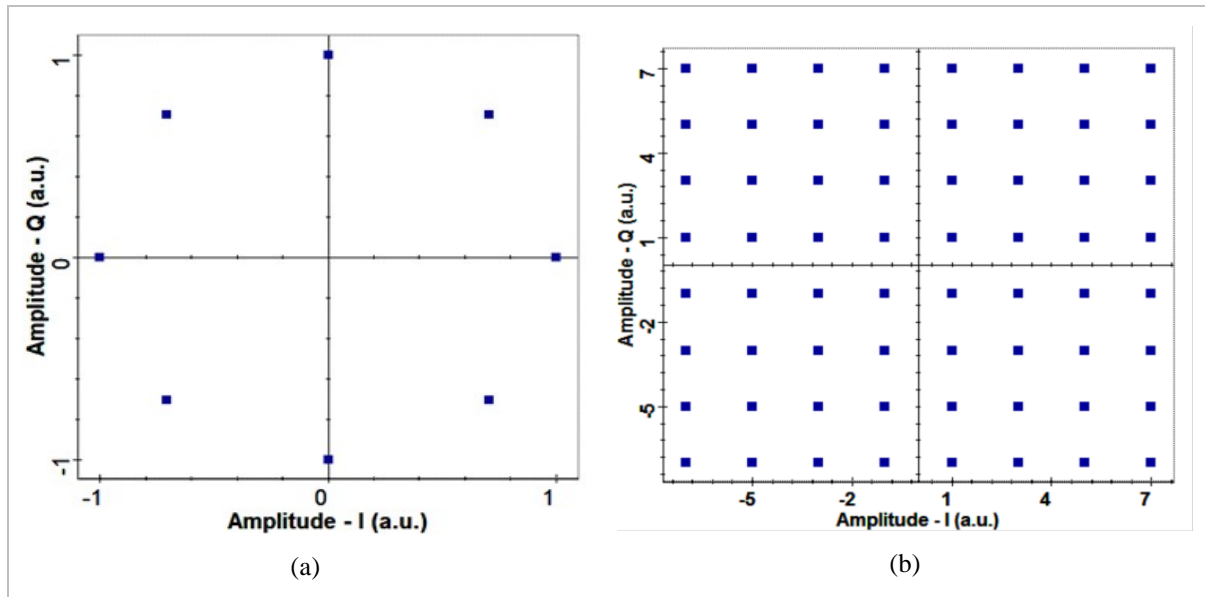 1
0
-1
Amplitude - Q (a.u.)
-1 0 1
Amplitude - I (a.u.)
(a)
7
4
1
-2
-5
Amplitude - Q (a.u.)
-5 -2 1 4 7
Amplitude - I (a.u.)
(b)